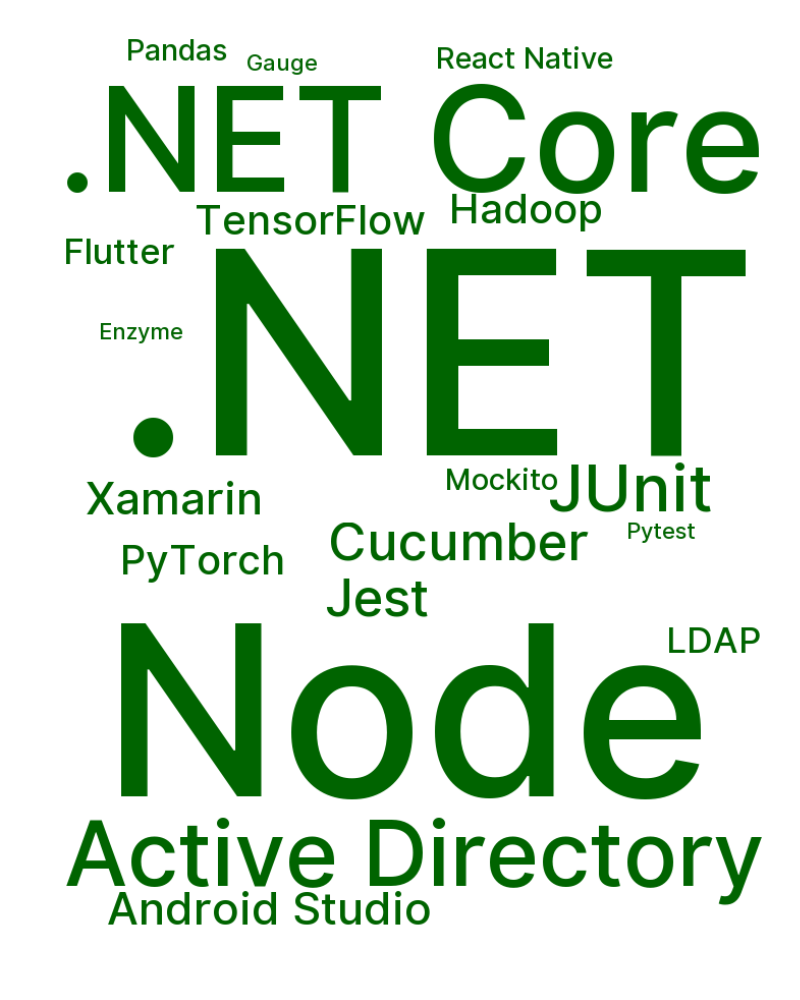 Pandas
Gauge
React Native
.NET Core
TensorFlow
Hadoop
Flutter
.NET
Enzyme
Xamarin
Mockito
JUnit
Pytest
Cucumber
PyTorch
Jest
LDAP
Node
Active Directory
Android Studio